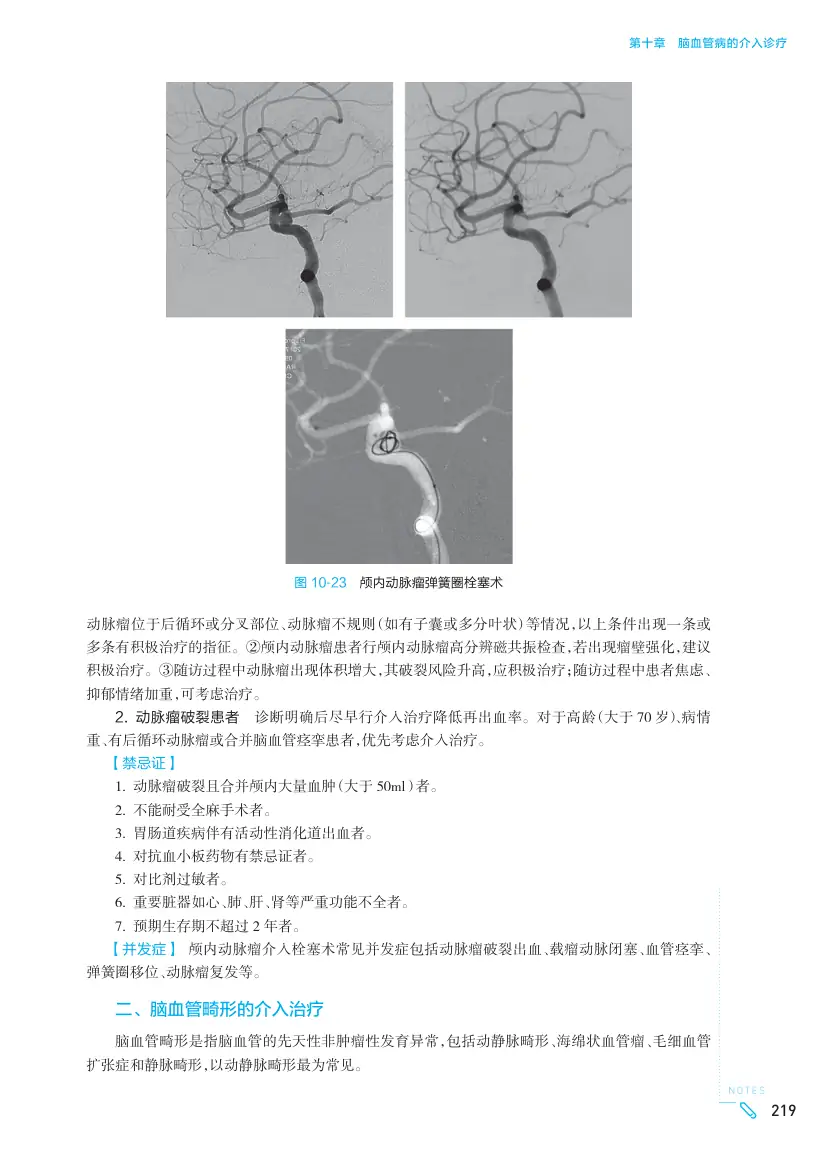 第十章 脑血管病的介入诊疗
图 10-23 颅内动脉瘤弹簧圈栓塞术
动脉瘤位于后循环或分叉部位、动脉瘤不规则（如有子囊或多分叶状）等情况，以上条件出现一条或
多条有积极治疗的指征。②颅内动脉瘤患者行颅内动脉瘤高分辨磁共振检查，若出现瘤壁强化，建议
积极治疗。③随访过程中动脉瘤出现体积增大，其破裂风险升高，应积极治疗；随访过程中患者焦虑、
抑郁情绪加重，可考虑治疗。
2. 动脉瘤破裂患者 诊断明确后尽早行介入治疗降低再出血率。对于高龄（大于 70 岁）、病情
重、有后循环动脉瘤或合并脑血管痉挛患者，优先考虑介入治疗。
【禁忌证】
1. 动脉瘤破裂且合并颅内大量血肿（大于 50ml）者。
2. 不能耐受全麻手术者。
3. 胃肠道疾病伴有活动性消化道出血者。
4. 对抗血小板药物有禁忌证者。
5. 对比剂过敏者。
6. 重要脏器如心、肺、肝、肾等严重功能不全者。
7. 预期生存期不超过 2 年者。
【并发症】 颅内动脉瘤介入栓塞术常见并发症包括动脉瘤破裂出血、载瘤动脉闭塞、血管痉挛、
弹簧圈移位、动脉瘤复发等。
二、脑血管畸形的介入治疗
脑血管畸形是指脑血管的先天性非肿瘤性发育异常，包括动静脉畸形、海绵状血管瘤、毛细血管
扩张症和静脉畸形，以动静脉畸形最为常见。
NOTES
219